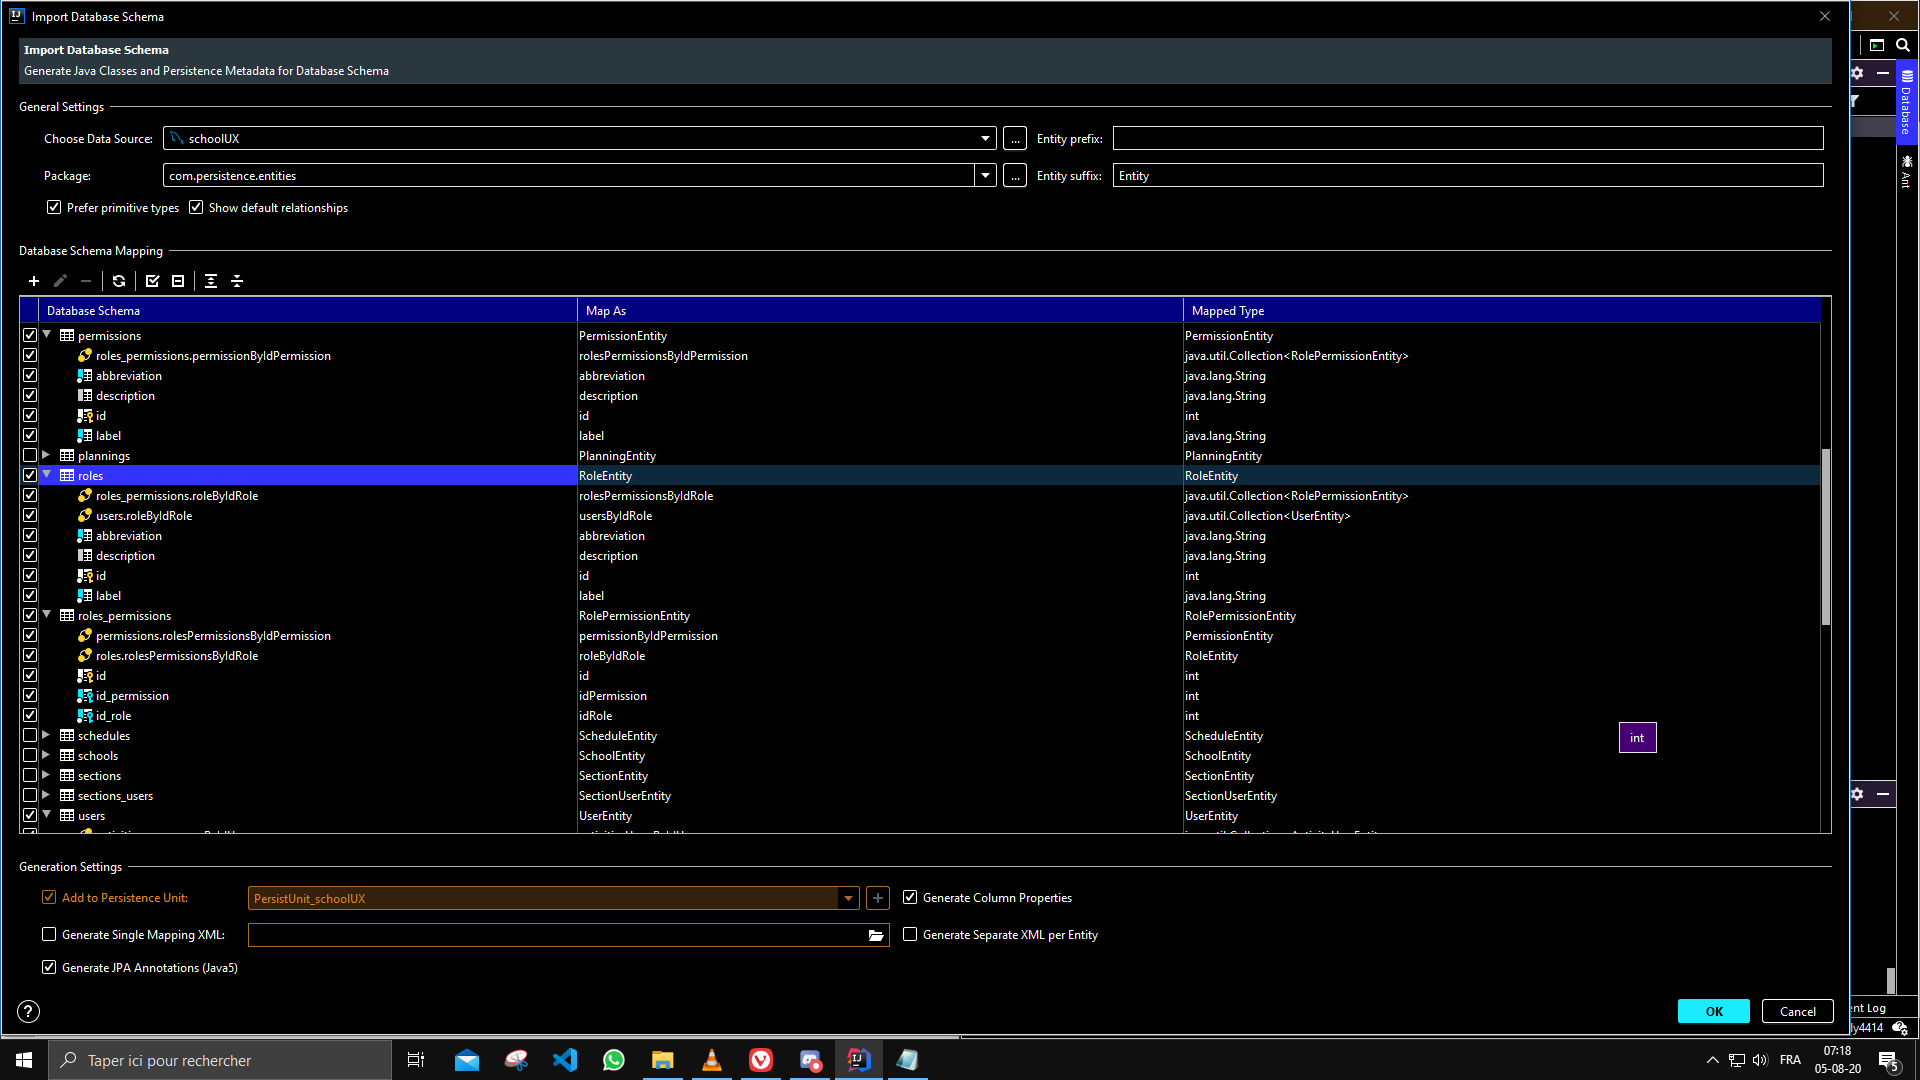 Import Database Schema
Import Database Schema
Generate Java Classes and Persistence Metadata for Database Schema
General Settings
Choose Data Source: schoolUX ... Entity prefix:
Package: com.persistence.entities ... Entity suffix: Entity
Prefer primitive types Show default relationships
Database
Ant
Database Schema Mapping
Database Schema Map As Mapped Type
permissions PermissionEntity PermissionEntity
roles_permissions.permissionByIdPermission rolesPermissionsByIdPermission java.util.Collection<RolePermissionEntity>
abbreviation abbreviation java.lang.String
description description java.lang.String
id id int
label label java.lang.String
plannings PlanningEntity PlanningEntity
roles RoleEntity RoleEntity
roles_permissions.roleByIdRole rolesPermissionsByIdRole java.util.Collection<RolePermissionEntity>
users.roleByIdRole usersByIdRole java.util.Collection<UserEntity>
abbreviation abbreviation java.lang.String
description description java.lang.String
id id int
label label java.lang.String
roles_permissions RolePermissionEntity RolePermissionEntity
permissions.rolesPermissionsByIdPermission permissionByIdPermission PermissionEntity
roles.rolesPermissionsByIdRole roleByIdRole RoleEntity
id id int
id_permission idPermission int
id_role idRole int
schedules ScheduleEntity ScheduleEntity
int
schools SchoolEntity SchoolEntity
sections SectionEntity SectionEntity
sections_users SectionUserEntity SectionUserEntity
users UserEntity UserEntity
Generation Settings
Add to Persistence Unit: PersistUnit_schoolUX Generate Column Properties
Generate Single Mapping XML: Generate Separate XML per Entity
Generate JPA Annotations (Java5)
? OK Cancel
ent Log
ly4414
Taper ici pour rechercher
FRA
07:18
05-08-20
5